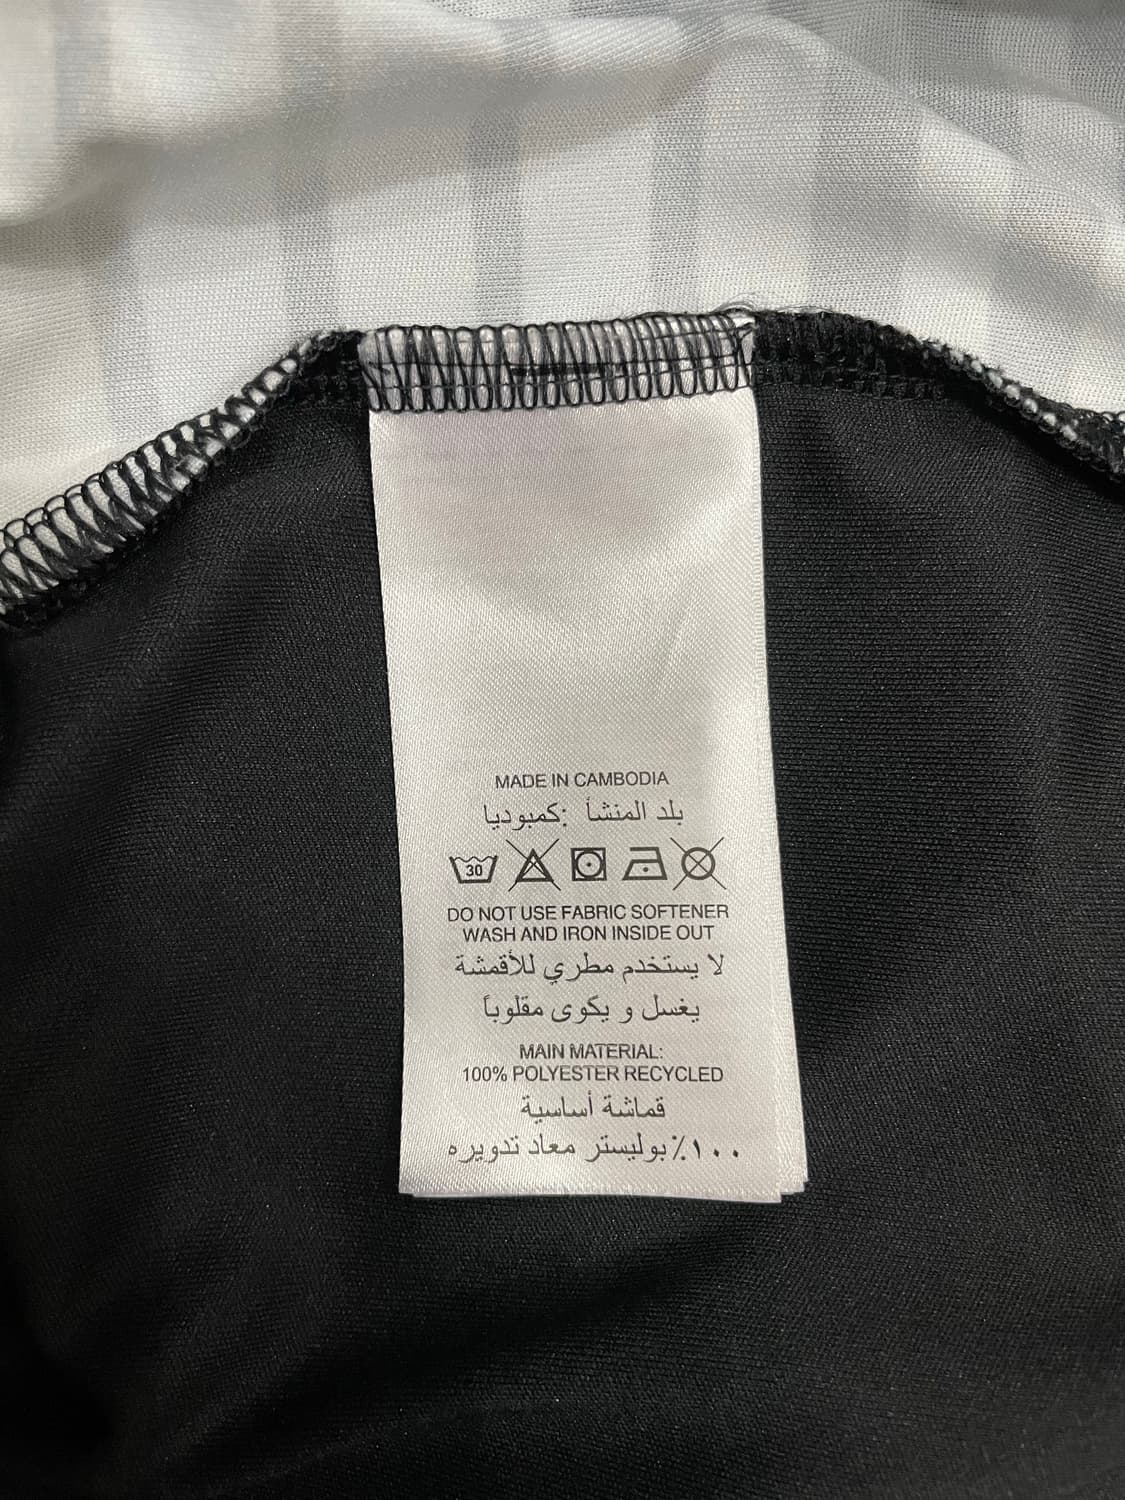 MADE IN CAMBODIA
بلد المنشأ :كمبوديا
30
DO NOT USE FABRIC SOFTENER
WASH AND IRON INSIDE OUT
لا يستخدم مطري للأقمشة
يغسل و يكوى مقلوباً
MAIN MATERIAL:
100% POLYESTER RECYCLED
قماشة أساسية
١٠٠٪ بوليستر معاد تدويره